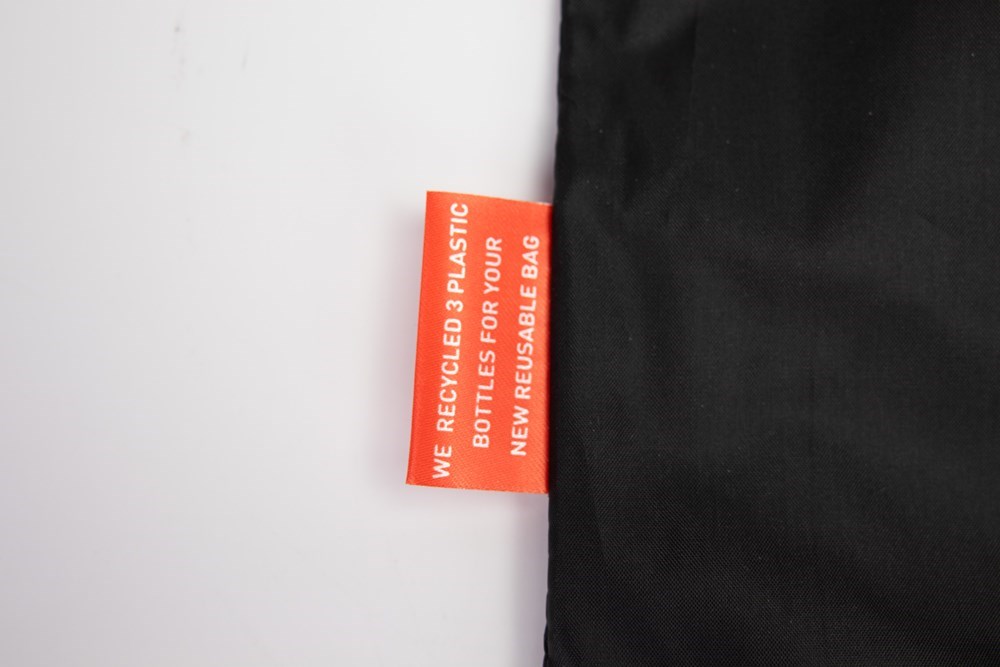 WE RECYCLED 3 PLASTIC
BOTTLES FOR YOUR
NEW REUSABLE BAG